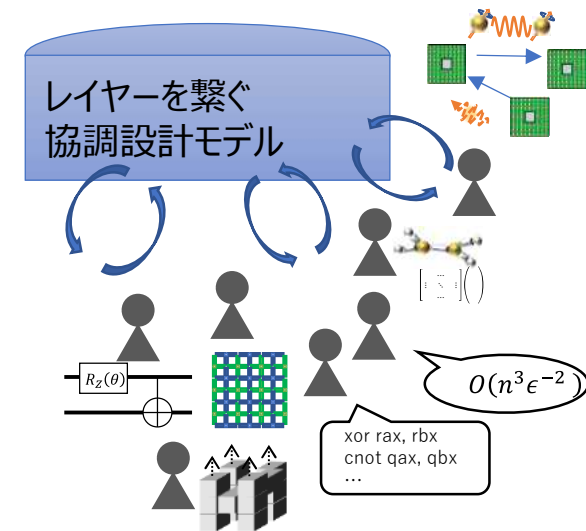 レイヤーを繋ぐ
協調設計モデル
[⋮ ⋯ ⋱ ⋯ ⋮]( )
R_Z(θ)
O(n³ϵ⁻²)
xor rax, rbx
cnot qax, qbx
...